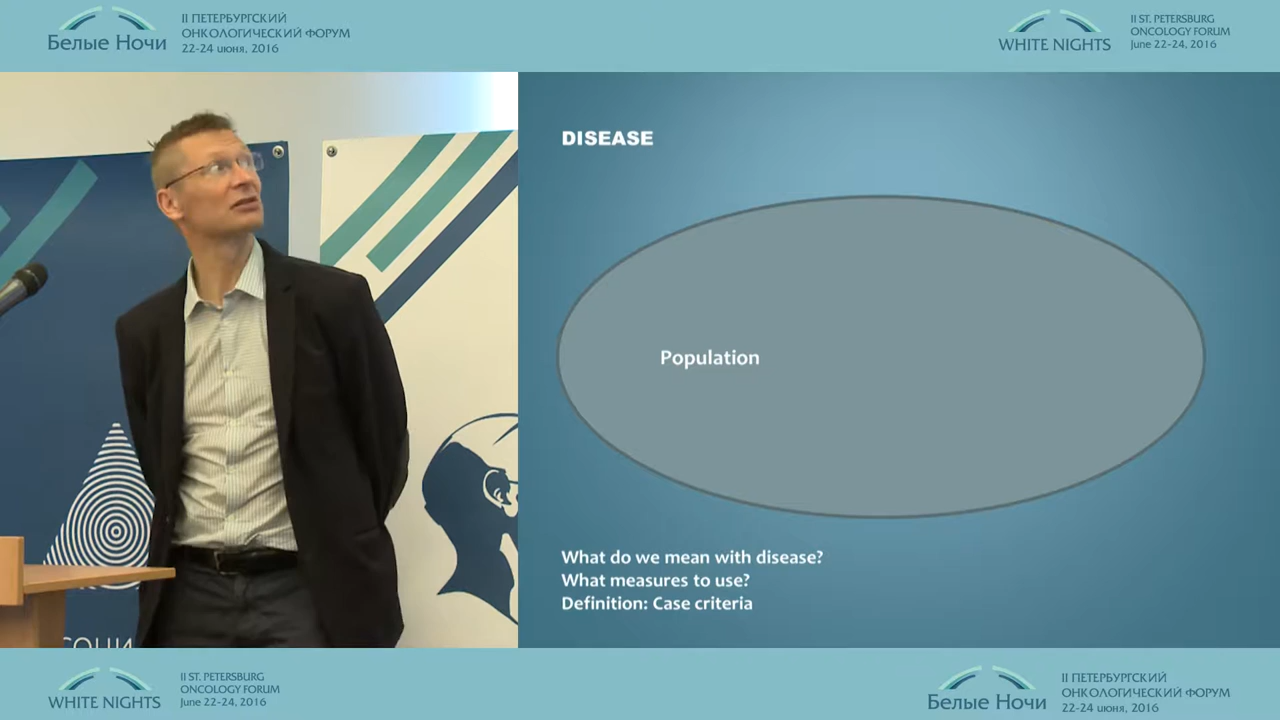 Белые Ночи
II ПЕТЕРБУРГСКИЙ
ОНКОЛОГИЧЕСКИЙ ФОРУМ
22-24 июня, 2016
WHITE NIGHTS
II ST. PETERSBURG
ONCOLOGY FORUM
June 22-24, 2016
DISEASE
Population
What do we mean with disease?
What measures to use?
Definition: Case criteria
WHITE NIGHTS
II ST. PETERSBURG
ONCOLOGY FORUM
June 22-24, 2016
Белые Ночи
II ПЕТЕРБУРГСКИЙ
ОНКОЛОГИЧЕСКИЙ ФОРУМ
22-24 июня, 2016